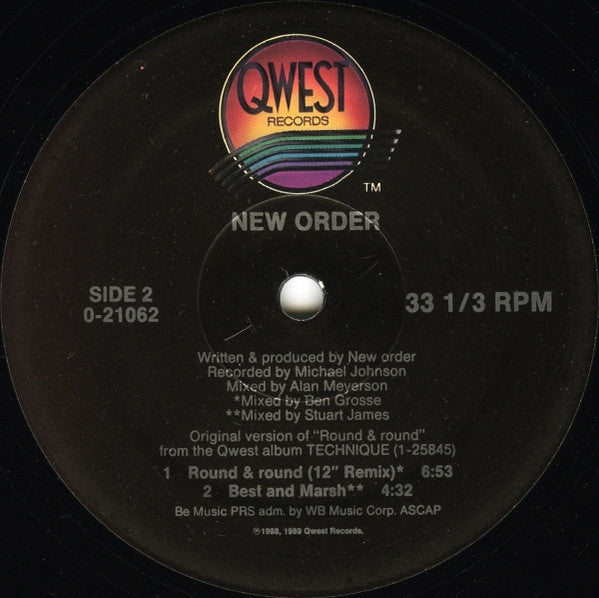 QWEST
RECORDS
TM
NEW ORDER
SIDE 2
0-21062
33 1/3 RPM
Written & produced by New order
Recorded by Michael Johnson
Mixed by Alan Meyerson
*Mixed by Ben Grosse
**Mixed by Stuart James
Original version of "Round & round"
from the Qwest album TECHNIQUE (1-25845)
1 Round & round (12" Remix)* 6:53
2 Best and Marsh** 4:32
Be Music PRS adm. by WB Music Corp. ASCAP
℗1988, 1989 Qwest Records.